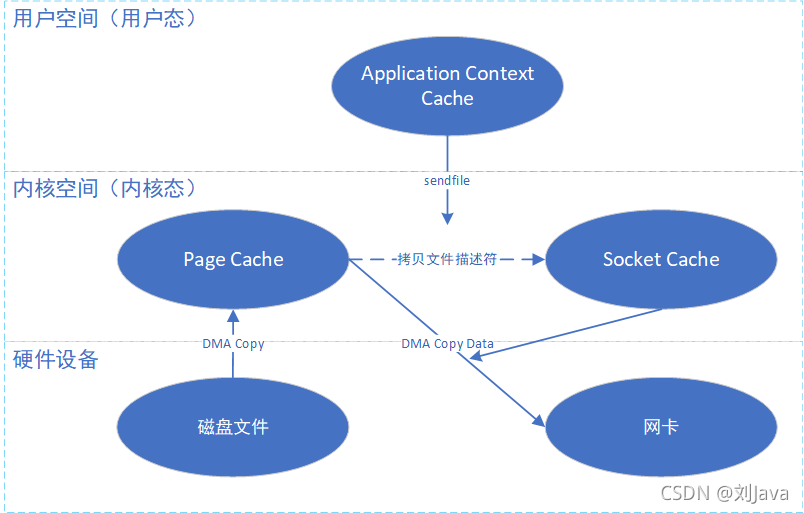 用户空间（用户态）
Application Context
Cache
sendfile
内核空间（内核态）
Page Cache
拷贝文件描述符
Socket Cache
DMA Copy
DMA Copy Data
硬件设备
磁盘文件
网卡
CSDN @刘Java